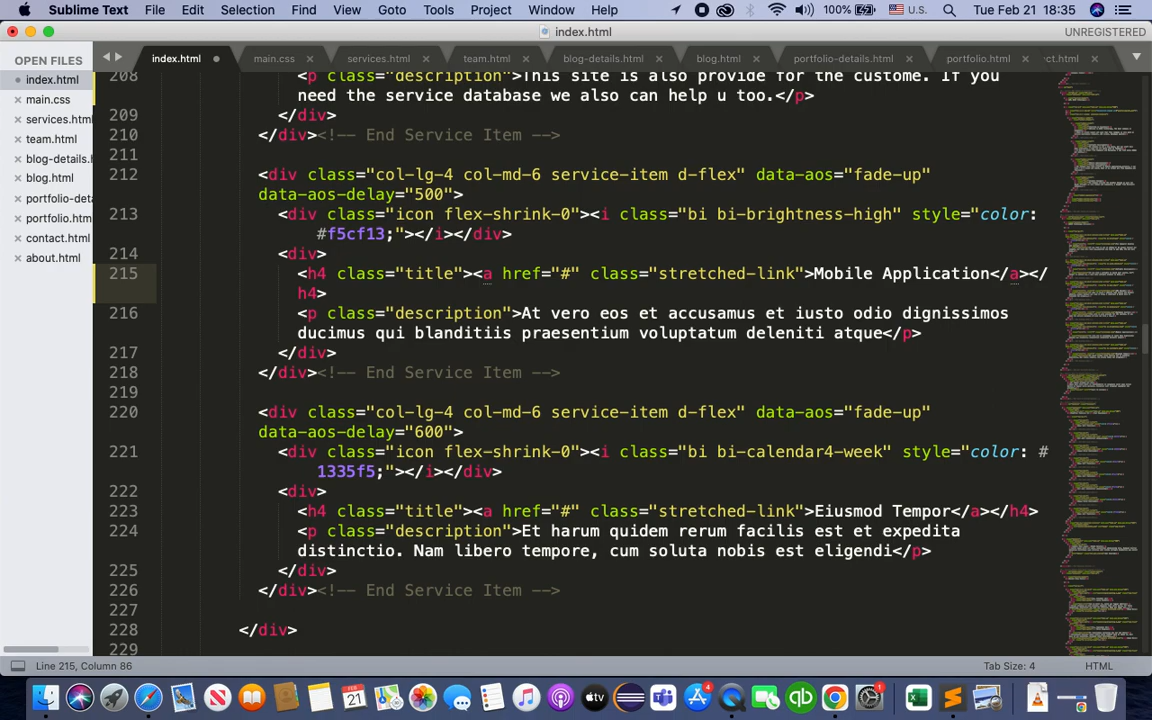 Sublime Text File Edit Selection Find View Goto Tools Project Window Help 100% U.S. Tue Feb 21 18:35
index.html UNREGISTERED
OPEN FILES
index.html
main.css
services.html
team.html
blog-details.h
blog.html
portfolio-deta
portfolio.htm
contact.html
about.html
index.html main.css services.html team.html blog-details.html blog.html portfolio-details.html portfolio.html ct.html
208 <p class="description">This site is also provide for the custome. If you
need the service database we also can help u too.</p>
209 </div>
210 </div><!-- End Service Item -->
211
212 <div class="col-lg-4 col-md-6 service-item d-flex" data-aos="fade-up"
data-aos-delay="500">
213 <div class="icon flex-shrink-0"><i class="bi bi-brightness-high" style="color:
#f5cf13;"></i></div>
214 <div>
215 <h4 class="title"><a href="#" class="stretched-link">Mobile Application</a></
h4>
216 <p class="description">At vero eos et accusamus et iusto odio dignissimos
ducimus qui blanditiis praesentium voluptatum deleniti atque</p>
217 </div>
218 </div><!-- End Service Item -->
219
220 <div class="col-lg-4 col-md-6 service-item d-flex" data-aos="fade-up"
data-aos-delay="600">
221 <div class="icon flex-shrink-0"><i class="bi bi-calendar4-week" style="color: #
1335f5;"></i></div>
222 <div>
223 <h4 class="title"><a href="#" class="stretched-link">Eiusmod Tempor</a></h4>
224 <p class="description">Et harum quidem rerum facilis est et expedita
distinctio. Nam libero tempore, cum soluta nobis est eligendi</p>
225 </div>
226 </div><!-- End Service Item -->
227
228 </div>
229
Line 215, Column 86 Tab Size: 4 HTML